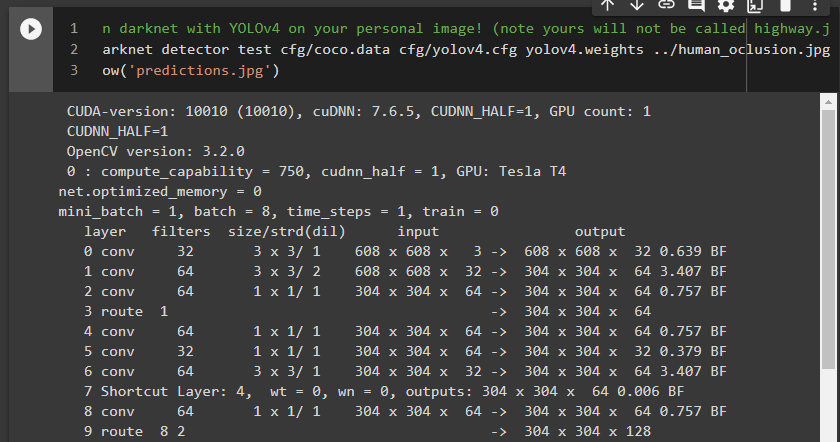 1 n darknet with YOLOv4 on your personal image! (note yours will not be called highway.j
2 arknet detector test cfg/coco.data cfg/yolov4.cfg yolov4.weights ../human_oclusion.jpg
3 ow('predictions.jpg')
CUDA-version: 10010 (10010), cuDNN: 7.6.5, CUDNN_HALF=1, GPU count: 1
CUDNN_HALF=1
OpenCV version: 3.2.0
0 : compute_capability = 750, cudnn_half = 1, GPU: Tesla T4
net.optimized_memory = 0
mini_batch = 1, batch = 8, time_steps = 1, train = 0
layer filters size/strd(dil) input output
0 conv 32 3 x 3/ 1 608 x 608 x 3 -> 608 x 608 x 32 0.639 BF
1 conv 64 3 x 3/ 2 608 x 608 x 32 -> 304 x 304 x 64 3.407 BF
2 conv 64 1 x 1/ 1 304 x 304 x 64 -> 304 x 304 x 64 0.757 BF
3 route 1 -> 304 x 304 x 64
4 conv 64 1 x 1/ 1 304 x 304 x 64 -> 304 x 304 x 64 0.757 BF
5 conv 32 1 x 1/ 1 304 x 304 x 64 -> 304 x 304 x 32 0.379 BF
6 conv 64 3 x 3/ 1 304 x 304 x 32 -> 304 x 304 x 64 3.407 BF
7 Shortcut Layer: 4, wt = 0, wn = 0, outputs: 304 x 304 x 64 0.006 BF
8 conv 64 1 x 1/ 1 304 x 304 x 64 -> 304 x 304 x 64 0.757 BF
9 route 8 2 -> 304 x 304 x 128